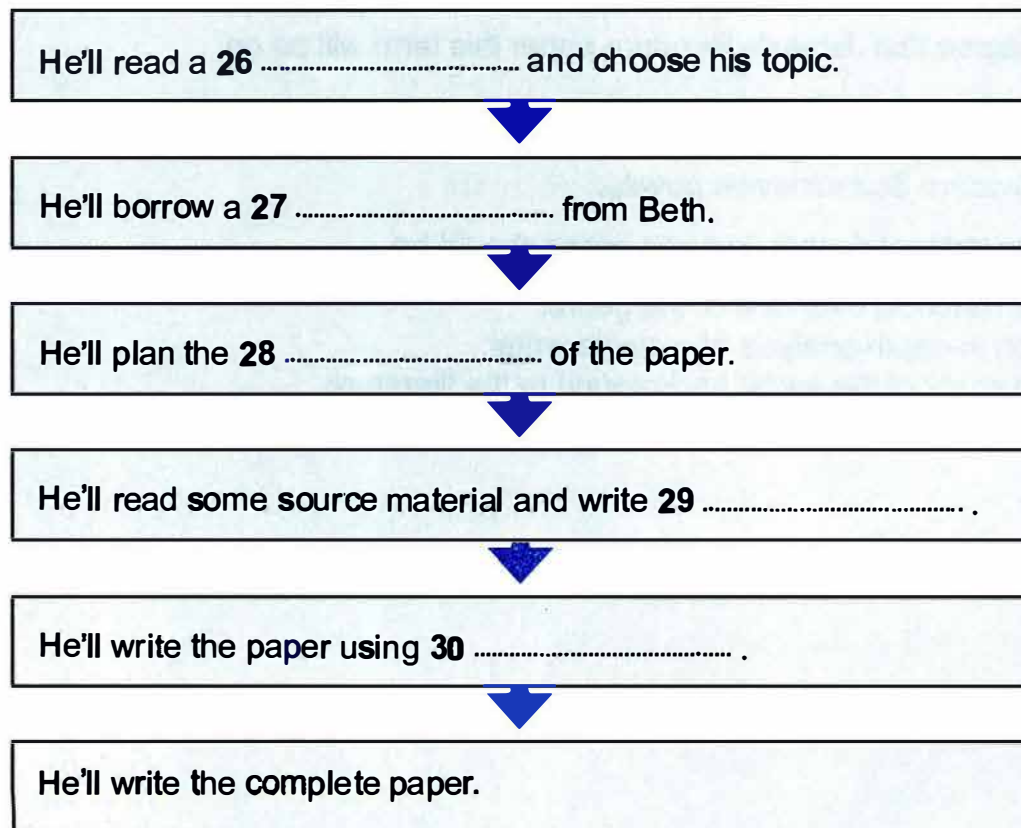 He'll read a 26 .................................... and choose his topic.
He'll borrow a 27 .................................... from Beth.
He'll plan the 28 .................................... of the paper.
He'll read some source material and write 29 .................................... .
He'll write the paper using 30 .................................... .
He'll write the complete paper.